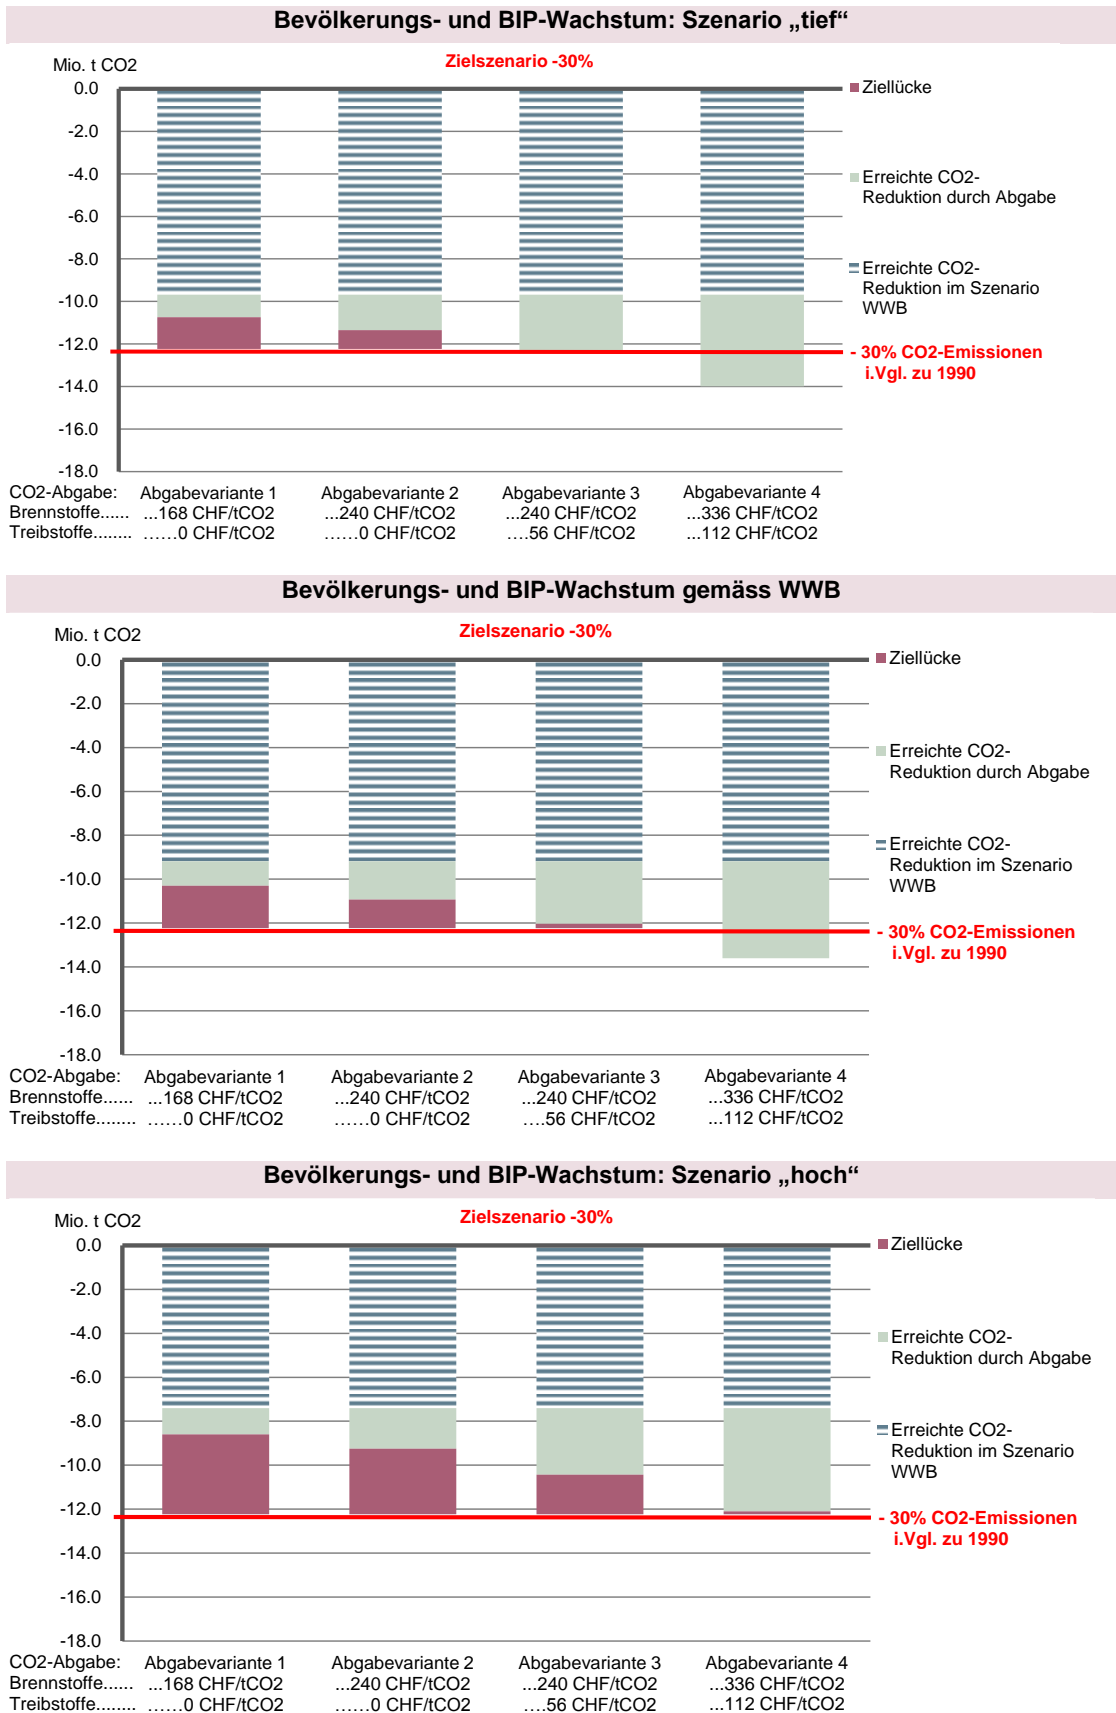 Bevölkerungs- und BIP-Wachstum: Szenario „tief“
Mio. t CO2
Zielszenario -30%
0.0
-2.0
-4.0
-6.0
-8.0
-10.0
-12.0
-14.0
-16.0
-18.0
Ziellücke
Erreichte CO2-
Reduktion durch Abgabe
Erreichte CO2-
Reduktion im Szenario
WWB
- 30% CO2-Emissionen
i.Vgl. zu 1990
CO2-Abgabe: Abgabevariante 1 Abgabevariante 2 Abgabevariante 3 Abgabevariante 4
Brennstoffe...... ...168 CHF/tCO2 ...240 CHF/tCO2 ...240 CHF/tCO2 ...336 CHF/tCO2
Treibstoffe........ ……0 CHF/tCO2 ……0 CHF/tCO2 ….56 CHF/tCO2 ...112 CHF/tCO2
Bevölkerungs- und BIP-Wachstum gemäss WWB
Mio. t CO2
Zielszenario -30%
0.0
-2.0
-4.0
-6.0
-8.0
-10.0
-12.0
-14.0
-16.0
-18.0
Ziellücke
Erreichte CO2-
Reduktion durch Abgabe
Erreichte CO2-
Reduktion im Szenario
WWB
- 30% CO2-Emissionen
i.Vgl. zu 1990
CO2-Abgabe: Abgabevariante 1 Abgabevariante 2 Abgabevariante 3 Abgabevariante 4
Brennstoffe...... ...168 CHF/tCO2 ...240 CHF/tCO2 ...240 CHF/tCO2 ...336 CHF/tCO2
Treibstoffe........ ……0 CHF/tCO2 ……0 CHF/tCO2 ….56 CHF/tCO2 ...112 CHF/tCO2
Bevölkerungs- und BIP-Wachstum: Szenario „hoch“
Mio. t CO2
Zielszenario -30%
0.0
-2.0
-4.0
-6.0
-8.0
-10.0
-12.0
-14.0
-16.0
-18.0
Ziellücke
Erreichte CO2-
Reduktion durch Abgabe
Erreichte CO2-
Reduktion im Szenario
WWB
- 30% CO2-Emissionen
i.Vgl. zu 1990
CO2-Abgabe: Abgabevariante 1 Abgabevariante 2 Abgabevariante 3 Abgabevariante 4
Brennstoffe...... ...168 CHF/tCO2 ...240 CHF/tCO2 ...240 CHF/tCO2 ...336 CHF/tCO2
Treibstoffe........ ……0 CHF/tCO2 ……0 CHF/tCO2 ….56 CHF/tCO2 ...112 CHF/tCO2